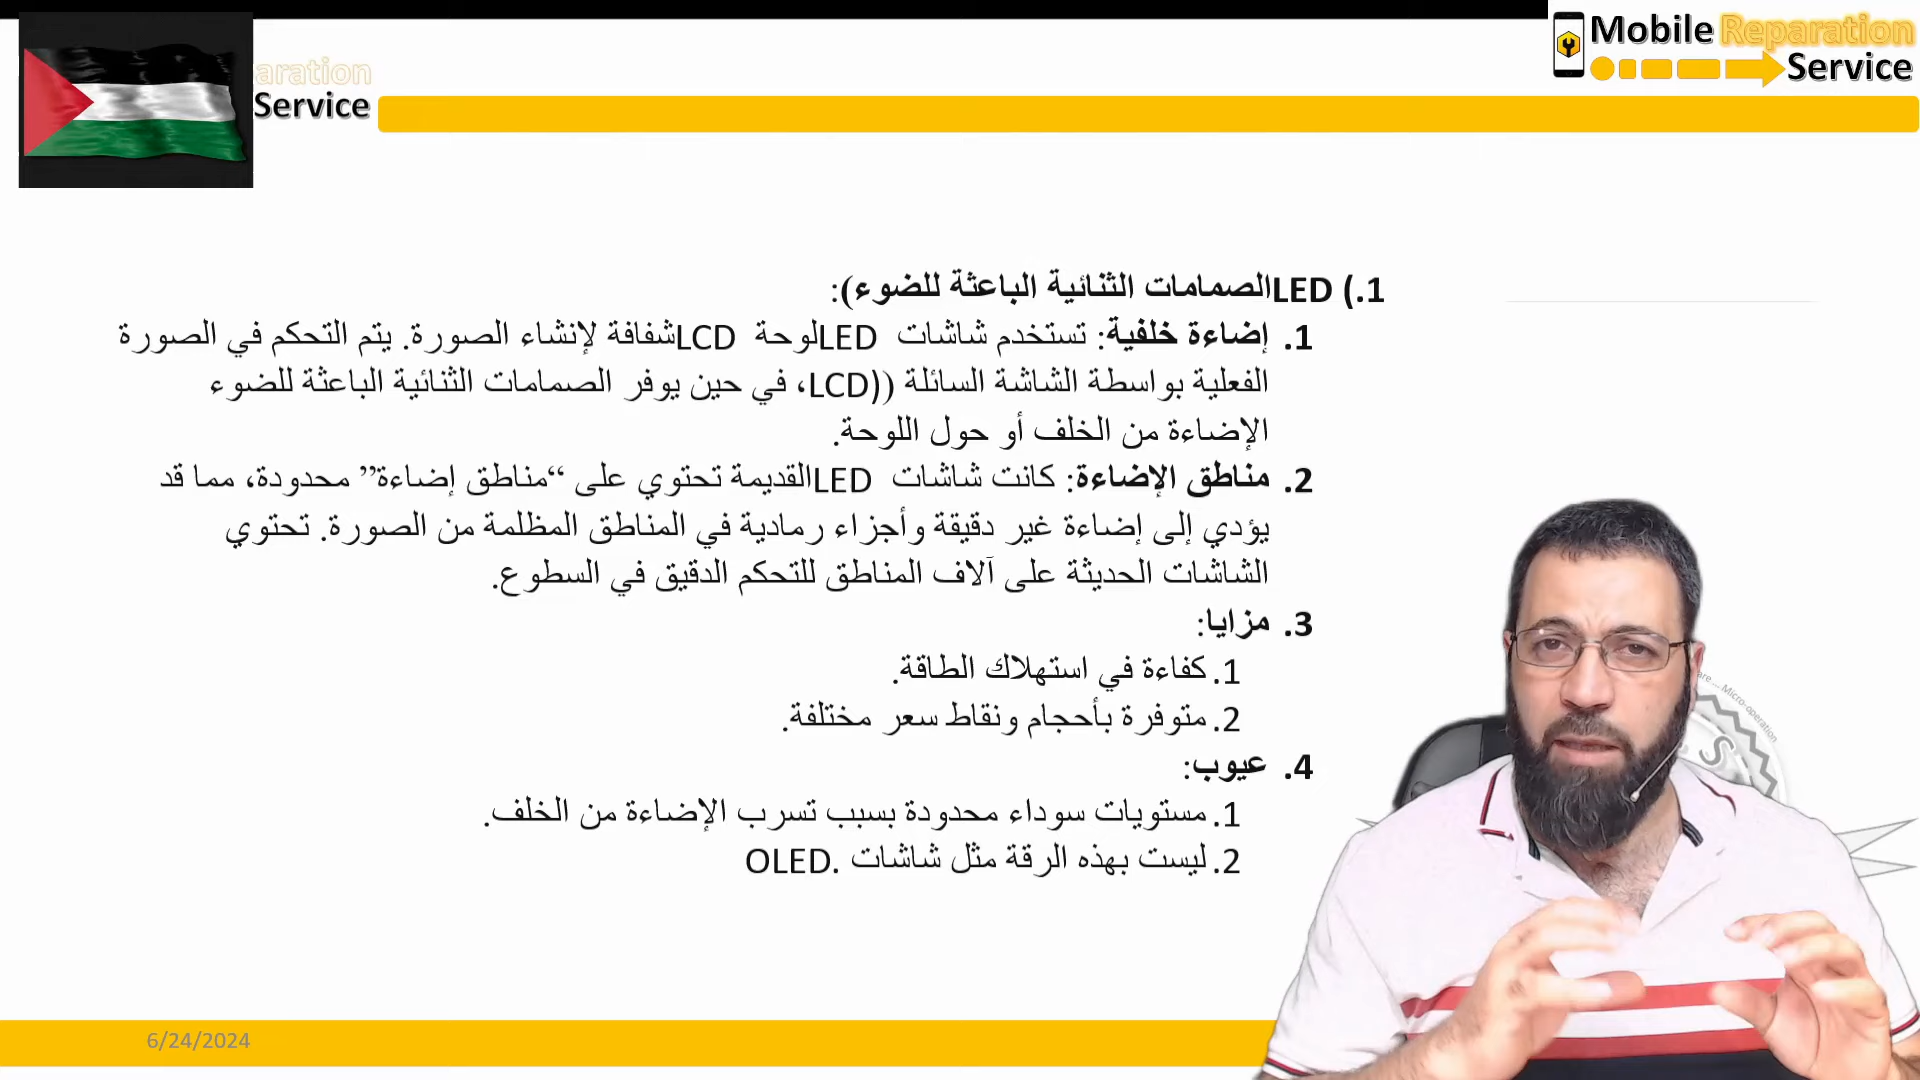 Mobile Reparation
Service
aration
Service
1.) LEDالصمامات الثنائية الباعثة للضوء):
1. إضاءة خلفية: تستخدم شاشات LEDلوحة LCDشفافة لإنشاء الصورة. يتم التحكم في الصورة
الفعلية بواسطة الشاشة السائلة ((LCD، في حين يوفر الصمامات الثنائية الباعثة للضوء
الإضاءة من الخلف أو حول اللوحة.
2. مناطق الإضاءة: كانت شاشات LEDالقديمة تحتوي على “مناطق إضاءة” محدودة، مما قد
يؤدي إلى إضاءة غير دقيقة وأجزاء رمادية في المناطق المظلمة من الصورة. تحتوي
الشاشات الحديثة على آلاف المناطق للتحكم الدقيق في السطوع.
3. مزايا:
1. كفاءة في استهلاك الطاقة.
2. متوفرة بأحجام ونقاط سعر مختلفة.
4. عيوب:
1. مستويات سوداء محدودة بسبب تسرب الإضاءة من الخلف.
2. ليست بهذه الرقة مثل شاشات .OLED
are... Micro-operation
S
6/24/2024